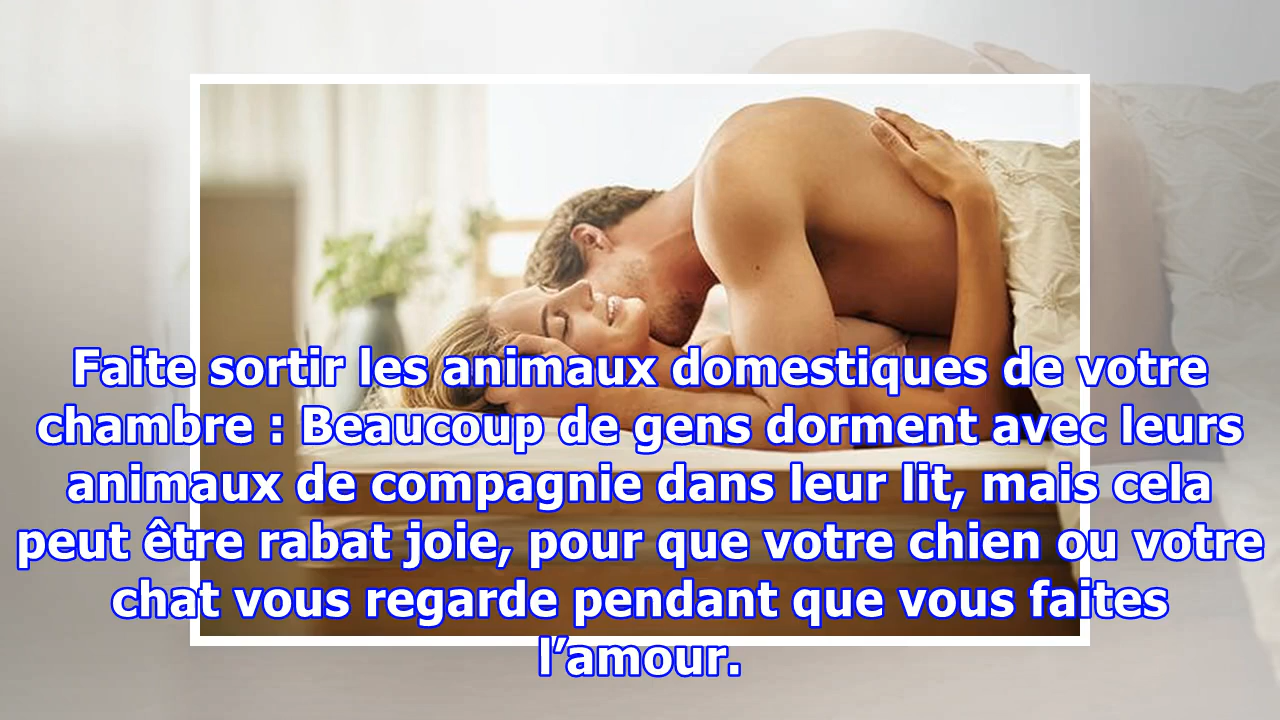 Faite sortir les animaux domestiques de votre
chambre : Beaucoup de gens dorment avec leurs
animaux de compagnie dans leur lit, mais cela
peut être rabat joie, pour que votre chien ou votre
chat vous regarde pendant que vous faites
l’amour.